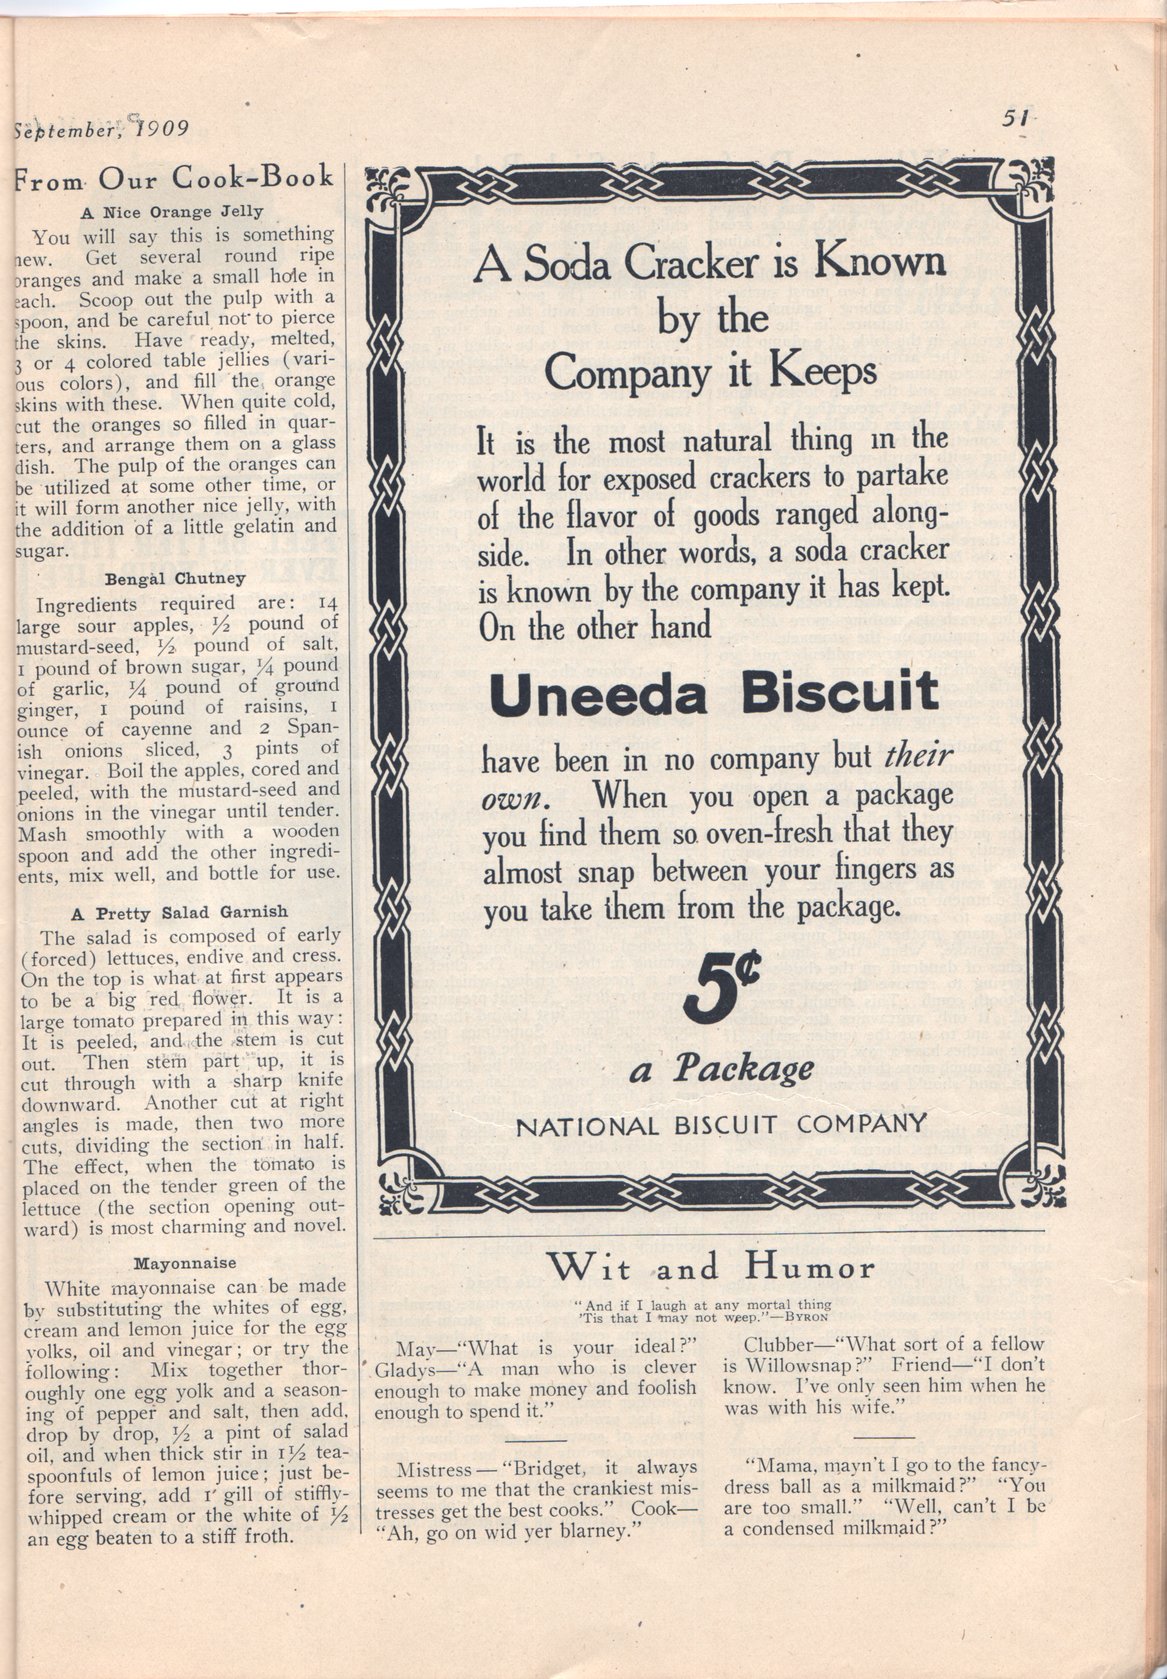 September, 1909
51
From Our Cook-Book
A Nice Orange Jelly
You will say this is something
new. Get several round ripe
oranges and make a small hole in
each. Scoop out the pulp with a
spoon, and be careful not to pierce
the skins. Have ready, melted,
3 or 4 colored table jellies (vari-
ous colors), and fill the orange
skins with these. When quite cold,
cut the oranges so filled in quar-
ters, and arrange them on a glass
dish. The pulp of the oranges can
be utilized at some other time, or
it will form another nice jelly, with
the addition of a little gelatin and
sugar.
Bengal Chutney
Ingredients required are: 14
large sour apples, ½ pound of
mustard-seed, ½ pound of salt,
1 pound of brown sugar, ¼ pound
of garlic, ¼ pound of ground
ginger, 1 pound of raisins, 1
ounce of cayenne and 2 Span-
ish onions sliced, 3 pints of
vinegar. Boil the apples, cored and
peeled, with the mustard-seed and
onions in the vinegar until tender.
Mash smoothly with a wooden
spoon and add the other ingredi-
ents, mix well, and bottle for use.
A Pretty Salad Garnish
The salad is composed of early
(forced) lettuces, endive and cress.
On the top is what at first appears
to be a big red flower. It is a
large tomato prepared in this way:
It is peeled, and the stem is cut
out. Then stem part up, it is
cut through with a sharp knife
downward. Another cut at right
angles is made, then two more
cuts, dividing the section in half.
The effect, when the tomato is
placed on the tender green of the
lettuce (the section opening out-
ward) is most charming and novel.
Mayonnaise
White mayonnaise can be made
by substituting the whites of egg,
cream and lemon juice for the egg
yolks, oil and vinegar; or try the
following: Mix together thor-
oughly one egg yolk and a season-
ing of pepper and salt, then add,
drop by drop, ½ a pint of salad
oil, and when thick stir in 1½ tea-
spoonfuls of lemon juice; just be-
fore serving, add 1 gill of stiffly-
whipped cream or the white of ½
an egg beaten to a stiff froth.
A Soda Cracker is Known
by the
Company it Keeps
It is the most natural thing in the
world for exposed crackers to partake
of the flavor of goods ranged along-
side. In other words, a soda cracker
is known by the company it has kept.
On the other hand
Uneeda Biscuit
have been in no company but their
own. When you open a package
you find them so oven-fresh that they
almost snap between your fingers as
you take them from the package.
5¢
a Package
NATIONAL BISCUIT COMPANY
Wit and Humor
"And if I laugh at any mortal thing
'Tis that I may not weep."—BYRON
May—"What is your ideal?"
Gladys—"A man who is clever
enough to make money and foolish
enough to spend it."
Mistress—"Bridget, it always
seems to me that the crankiest mis-
tresses get the best cooks." Cook—
"Ah, go on wid yer blarney."
Clubber—"What sort of a fellow
is Willowsnap?" Friend—"I don't
know. I've only seen him when he
was with his wife."
"Mama, mayn't I go to the fancy-
dress ball as a milkmaid?" "You
are too small." "Well, can't I be
a condensed milkmaid?"